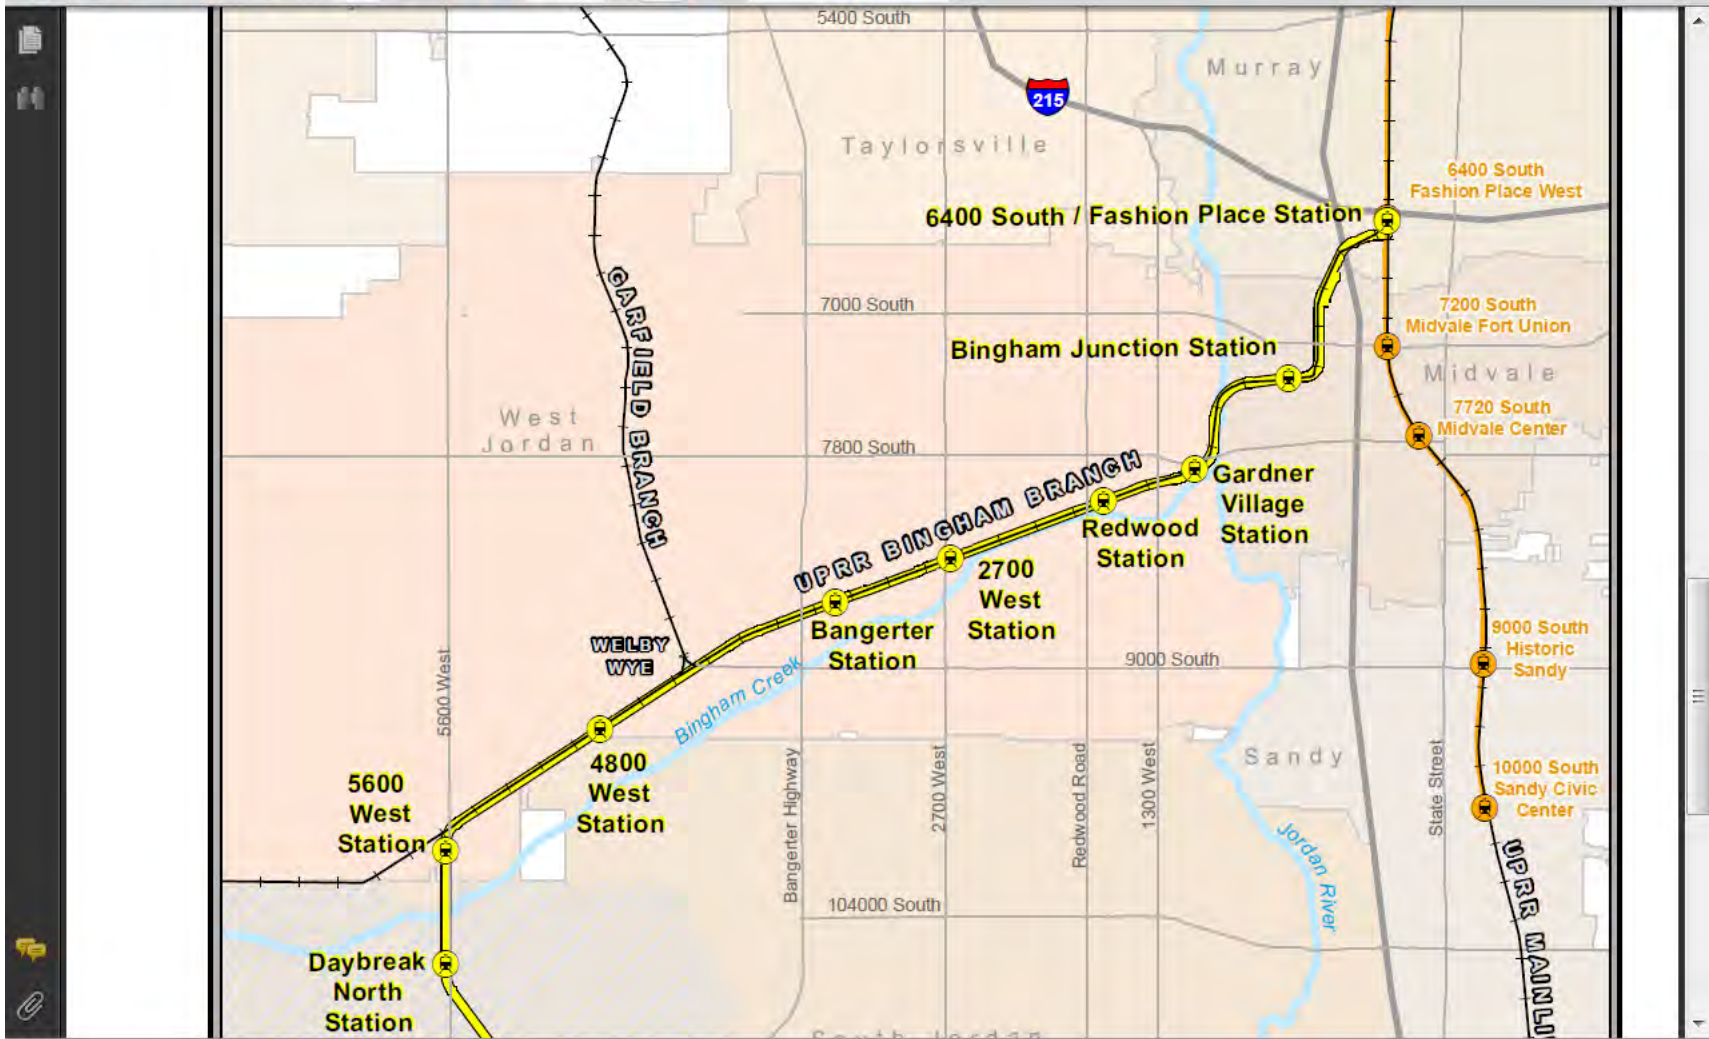 5400 South
Murray
215
Taylorsville
6400 South
Fashion Place West
6400 South / Fashion Place Station
GARFIELD BRANCH
7000 South
7200 South
Midvale Fort Union
Bingham Junction Station
Midvale
West
Jordan
7720 South
Midvale Center
7800 South
UPRR BINGHAM BRANCH
Gardner
Village
Station
Redwood
Station
2700
West
Station
Bangerter
Station
WELBY
WYE
9000 South
9000 South
Historic
Sandy
5600 West
Bingham Creek
4800
West
Station
5600
West
Station
Bangerter Highway
2700 West
Redwood Road
1300 West
Sandy
State Street
10000 South
Sandy Civic
Center
Jordan River
104000 South
UPRR MAINLI
Daybreak
North
Station
South Jordan